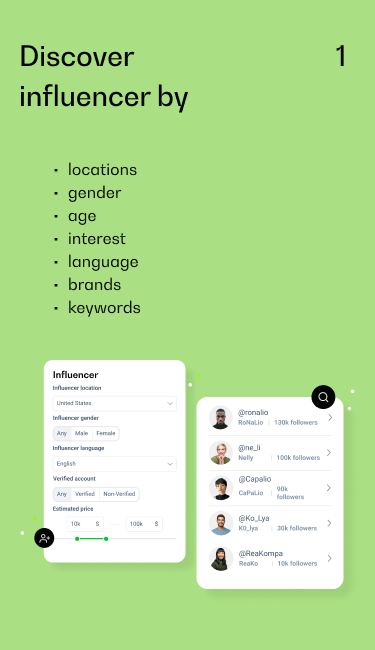 Discover
1
influencer by
· locations
· gender
· age
· interest
· language
· brands
· keywords
Influencer
Influencer location
United States
Influencer gender
Any Male Female
Influencer language
English
Verified account
Any Verified Non-Verified
Estimated price
10k $ 100k $
@ronalio
RoNaLio | 130k followers
@ne_li
Nelly | 100k followers
@Capalio
CaPaLio | 90k
followers
@Ko_Lya
K0_lya | 30k followers
@ReaKompa
ReaKo | 10k followers